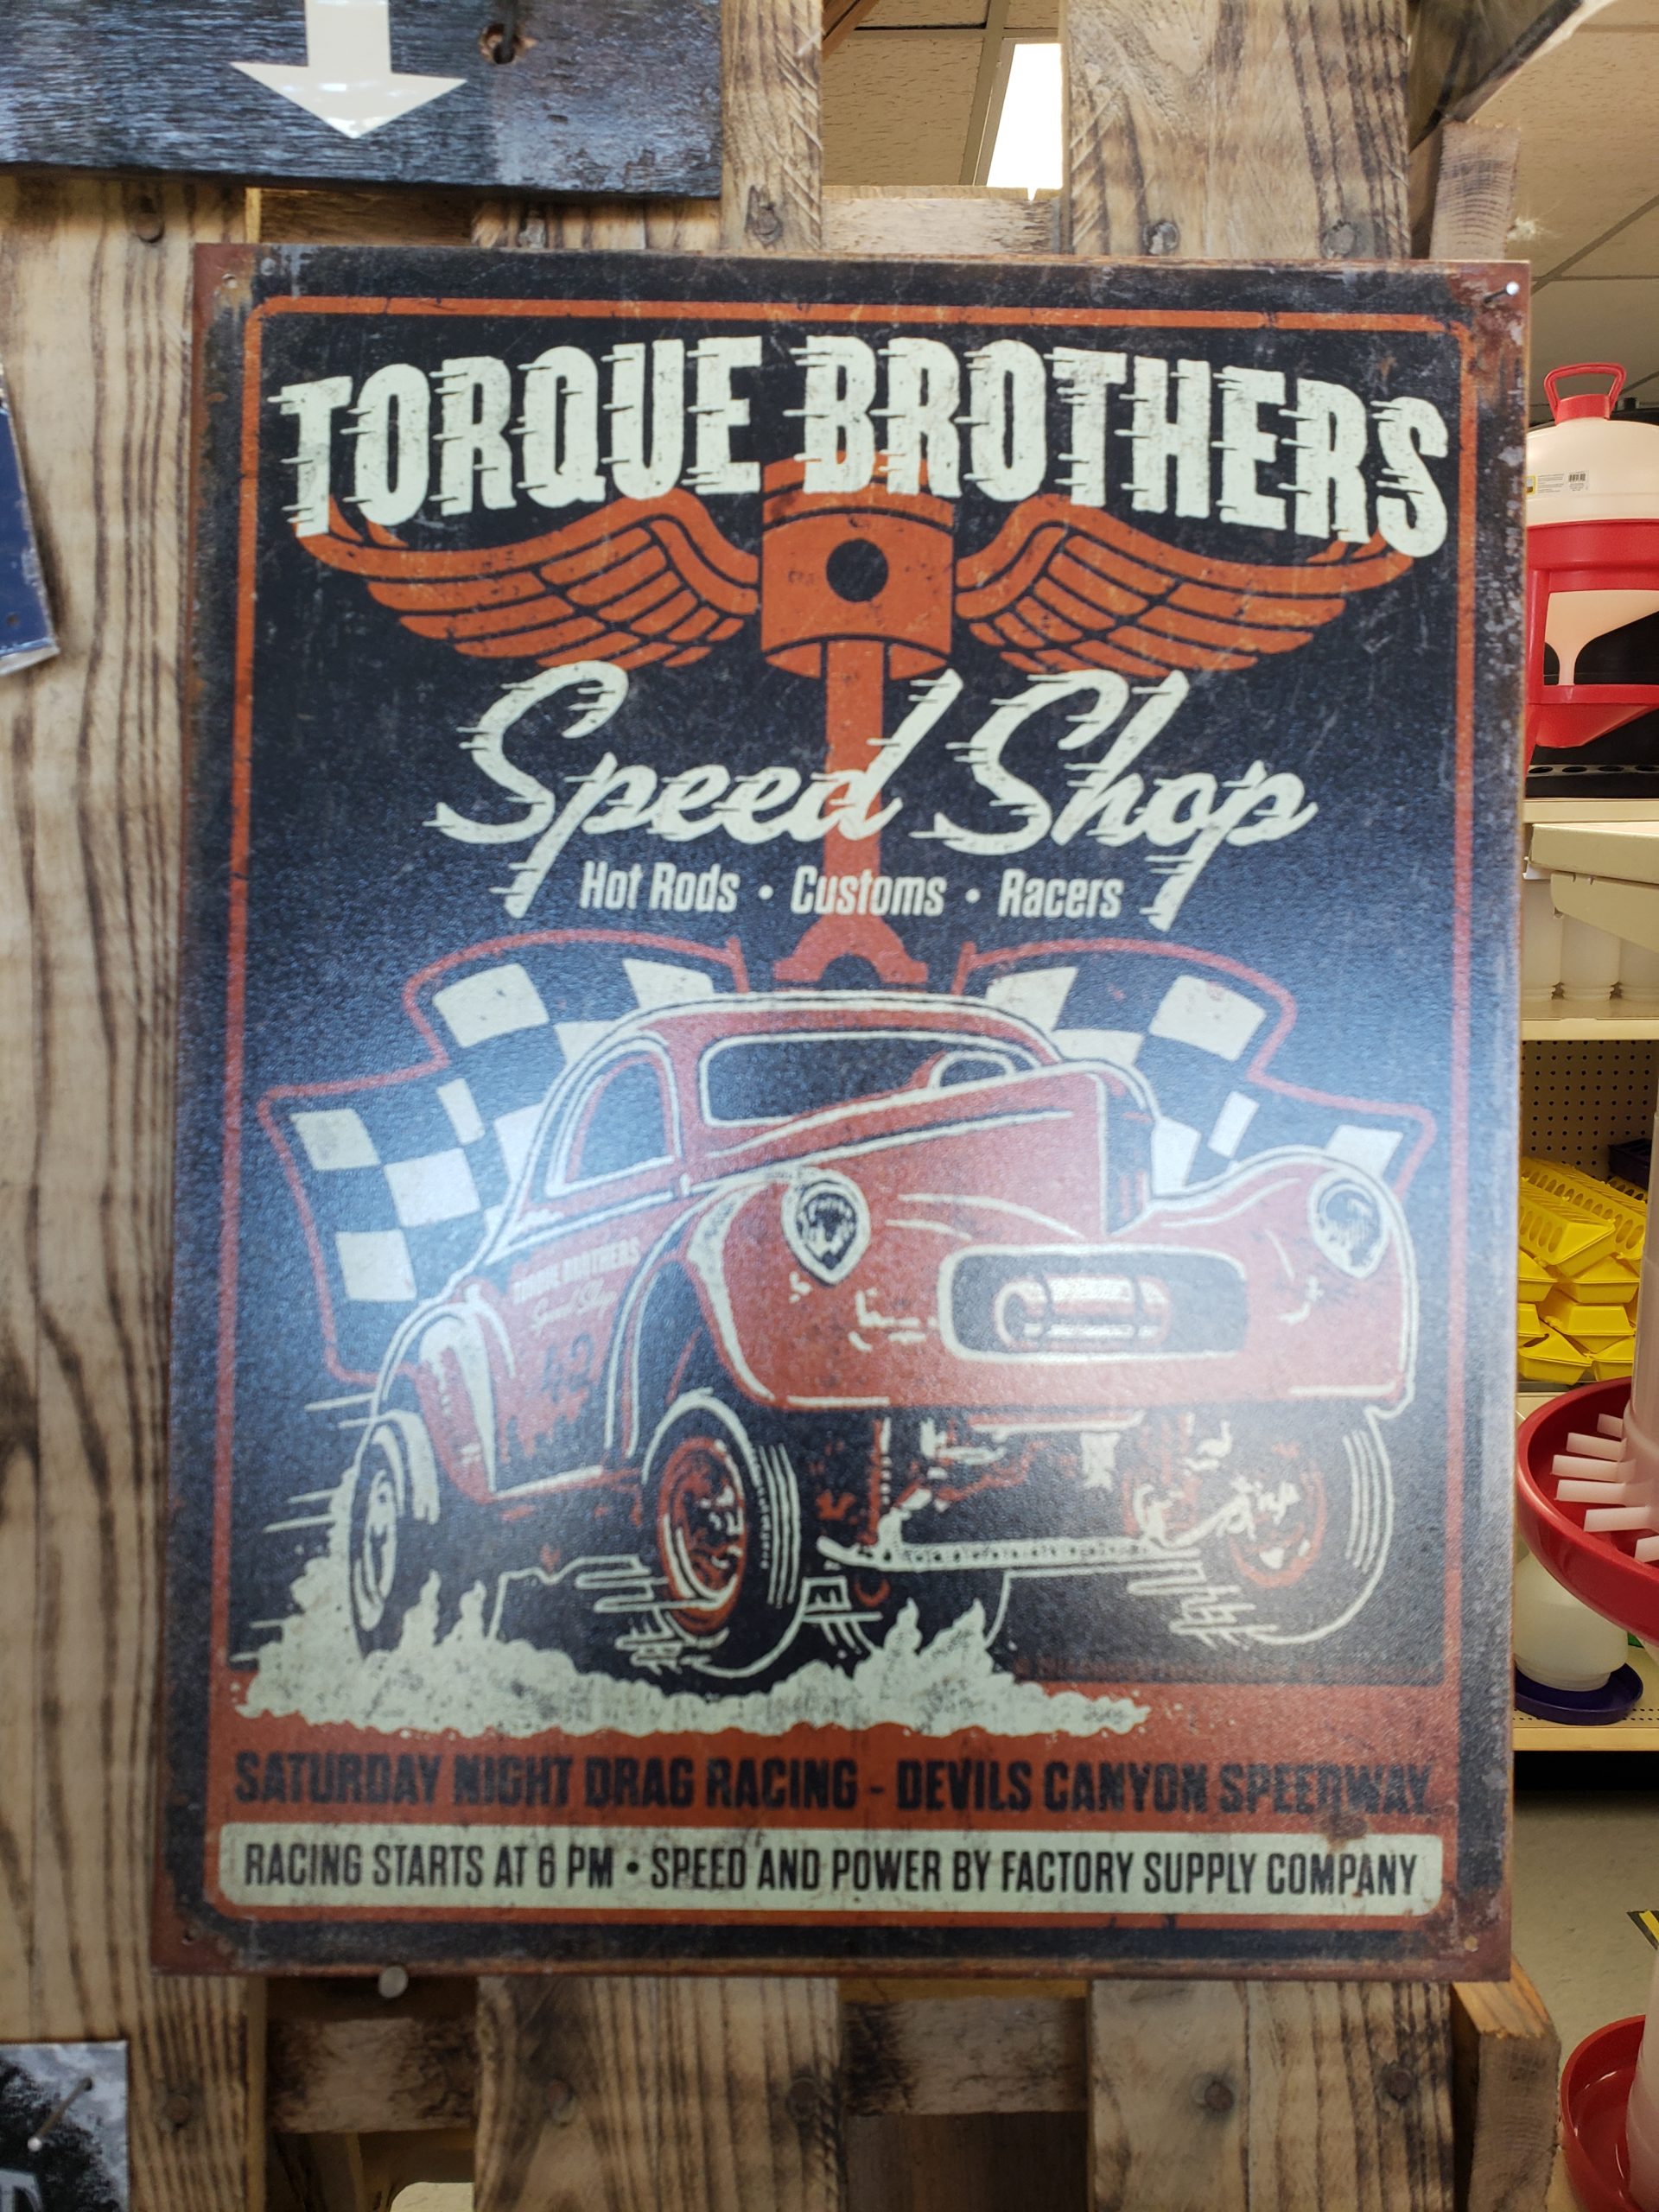 TORQUE BROTHERS
Speed Shop
Hot Rods • Customs • Racers
TORQUE BROTHERS
Speed Shop
42
SATURDAY NIGHT DRAG RACING - DEVILS CANYON SPEEDWAY
RACING STARTS AT 6 PM • SPEED AND POWER BY FACTORY SUPPLY COMPANY